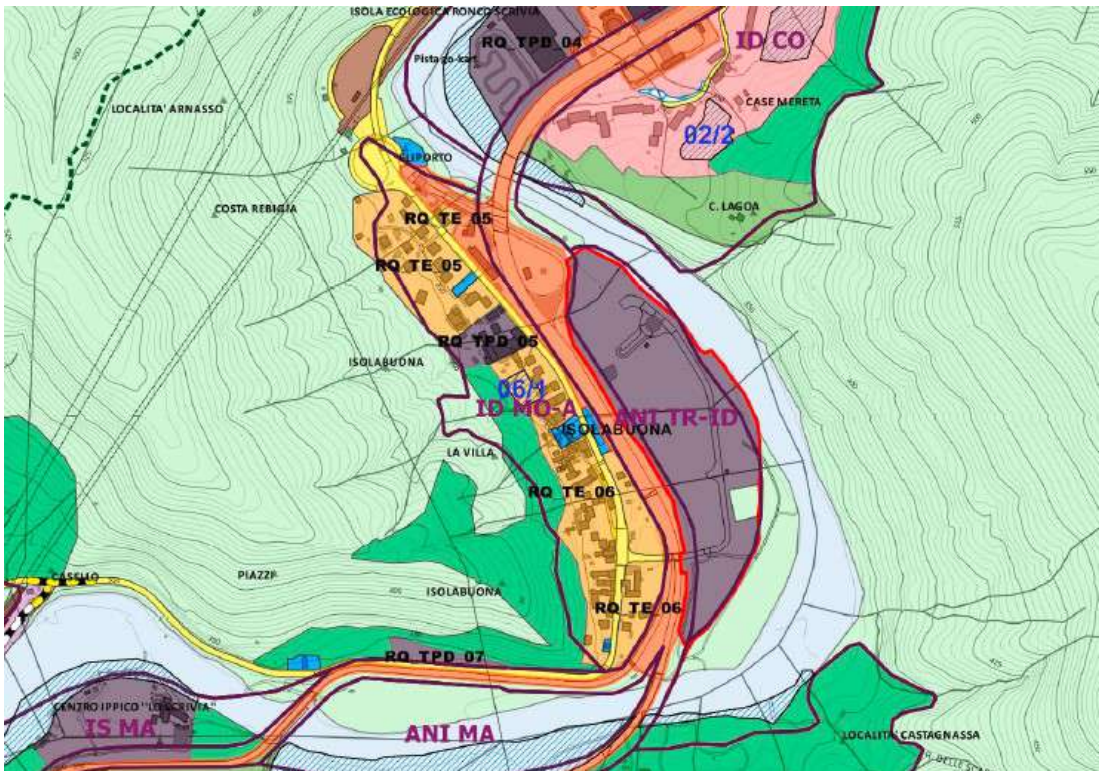 ISOLA ECOLOGICA RONCO SCRIVIA
RQ_TPD_04
ID CO
Pista go-kart
LOCALITA' ARNASSO
CASE MERETA
02/2
ELIPORTO
COSTA REBIGLIA
C. LAGOA
RQ_TE_05
RQ_TE_05
RQ_TPD_05
ISOLABUONA
06/1
ID MO-A
ANI TR-ID
ISOLABUONA
LA VILLA
RQ_TE_06
PIAZZI
ISOLABUONA
RQ_TE_06
RQ_TPD_07
CENTRO IPPICO "LO SCRIVIA"
IS MA
ANI MA
LOCALITA' CASTAGNASSA